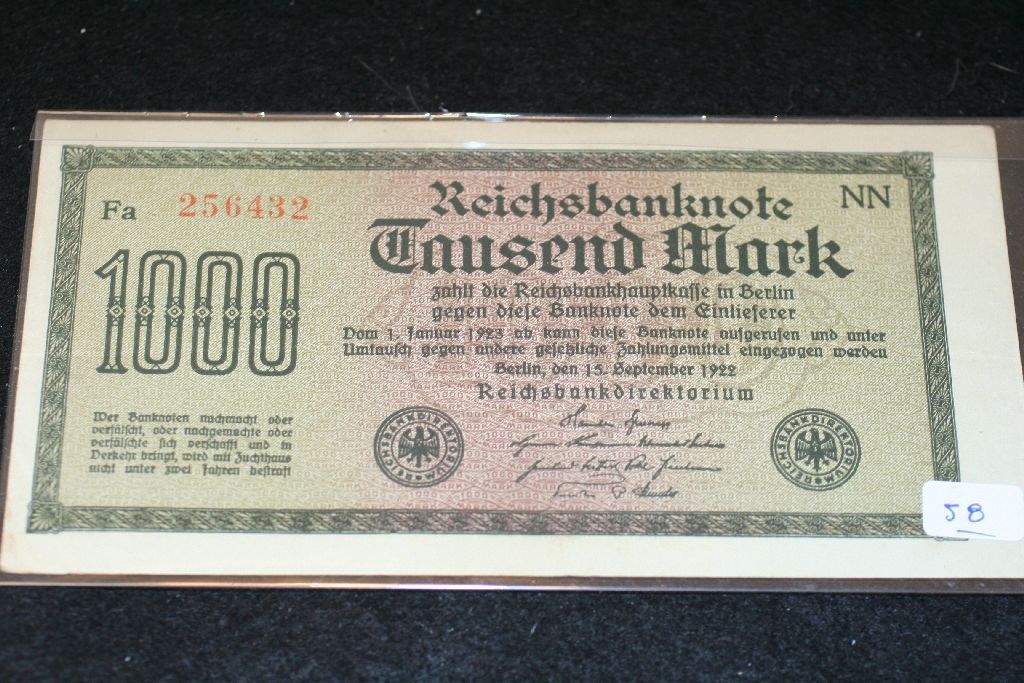 Fa 256432
NN
1000
Reichsbanknote
Tausend Mark
zahlt die Reichsbankhauptkasse in Berlin
gegen diese Banknote dem Einlieferer
Vom 1. Januar 1923 ab kann diese Banknote aufgerufen und unter
Umtausch gegen andere gesetzliche Zahlungsmittel eingezogen werden
Berlin, den 15. September 1922
Reichsbankdirektorium
Wer Banknoten nachmacht oder
verfälscht, oder nachgemachte oder
verfälschte sich verschafft und in
Verkehr bringt, wird mit Zuchthaus
nicht unter zwei Jahren bestraft
REICHSBANKDIREKTORIUM
REICHSBANKDIREKTORIUM
58